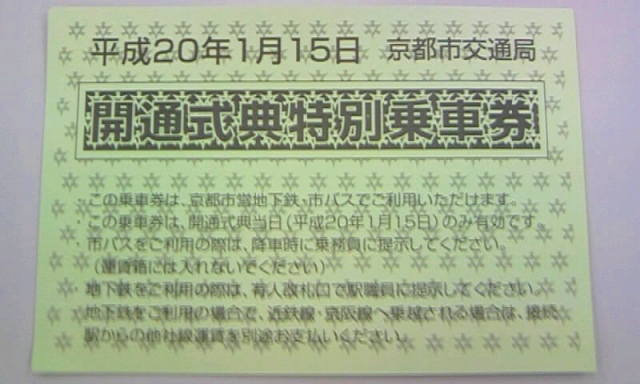 平成20年1月15日 京都市交通局
開通式典特別乗車券
・この乗車券は、京都市営地下鉄・市バスでご利用いただけます。
・この乗車券は、開通式典当日(平成20年1月15日)のみ有効です。
・市バスをご利用の際は、降車時に乗務員に提示してください。
(運賃箱には入れないでください)
・地下鉄をご利用の際は、有人改札口で駅職員に提示してください。
・地下鉄をご利用の場合で、近鉄線・京阪線へ乗越される場合は、接続
駅からの他社線運賃を別途お支払いください。